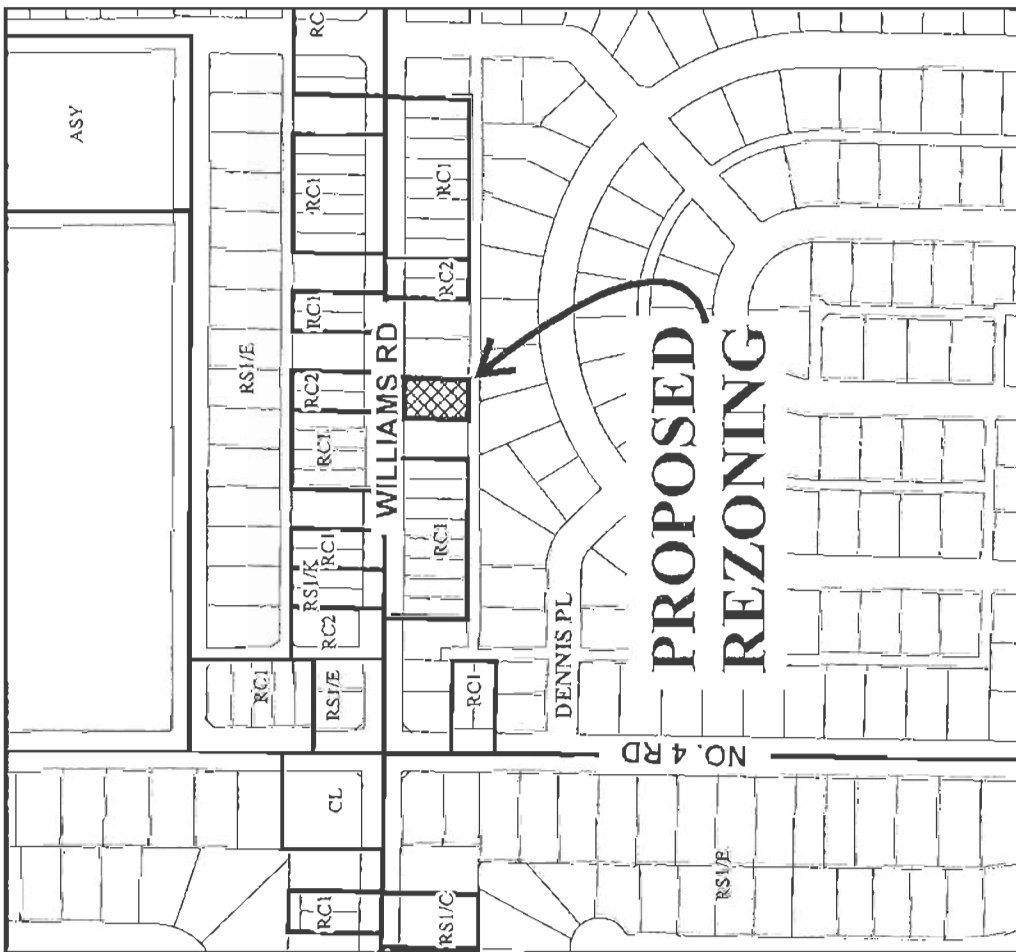 ASY
RS1/E
RC1
RC1
CL
RS1/E
RC2
RS1/K
RC1
RC1
RC2
RC1
RC1
RC
WILLIAMS RD
RS1/C
RC1
RC2
RC1
RC1
DENNIS PL
NO. 4 RD
PROPOSED
REZONING
RS1/E